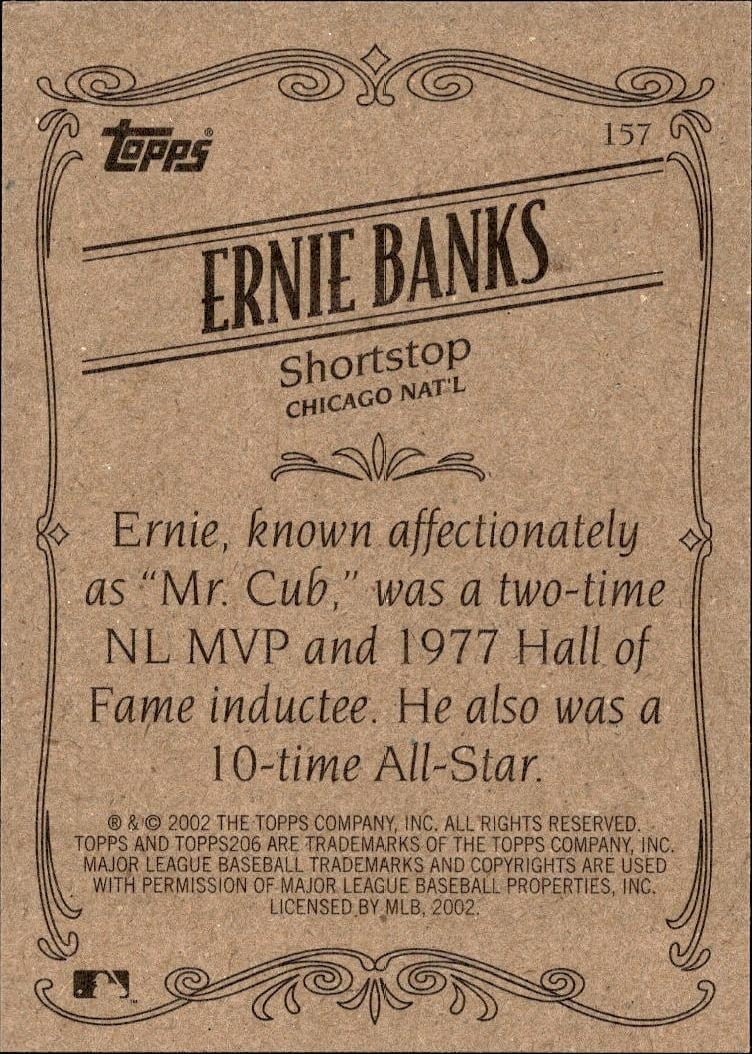 Topps®
157
ERNIE BANKS
Shortstop
CHICAGO NAT'L
Ernie, known affectionately
as "Mr. Cub," was a two-time
NL MVP and 1977 Hall of
Fame inductee. He also was a
10-time All-Star.
® & © 2002 THE TOPPS COMPANY, INC. ALL RIGHTS RESERVED.
TOPPS AND TOPPS206 ARE TRADEMARKS OF THE TOPPS COMPANY, INC.
MAJOR LEAGUE BASEBALL TRADEMARKS AND COPYRIGHTS ARE USED
WITH PERMISSION OF MAJOR LEAGUE BASEBALL PROPERTIES, INC.
LICENSED BY MLB, 2002.
™